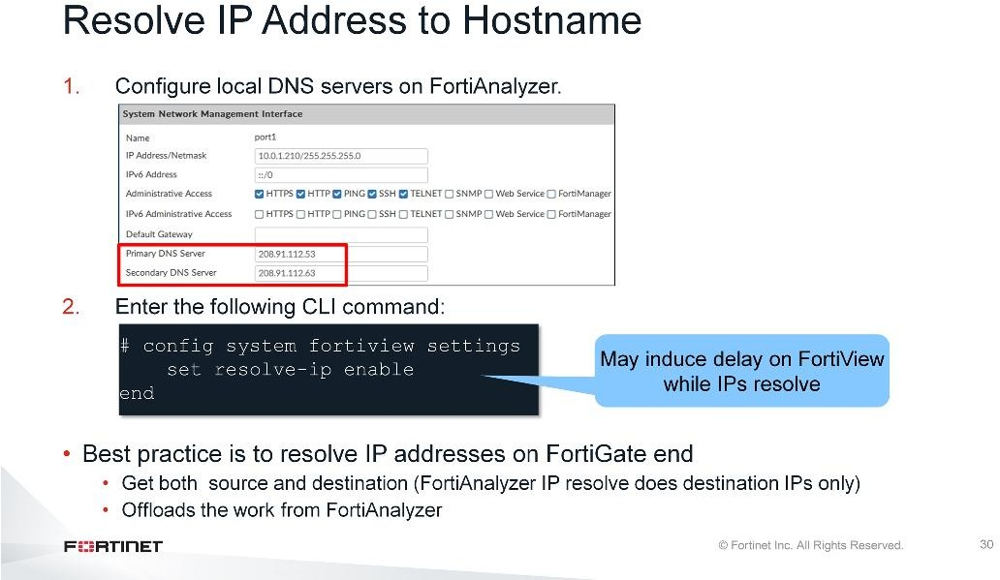 Resolve IP Address to Hostname
1. Configure local DNS servers on FortiAnalyzer.
System Network Management Interface
Name port1
IP Address/Netmask 10.0.1.210/255.255.255.0
IPv6 Address ::/0
Administrative Access HTTPS HTTP PING SSH TELNET SNMP Web Service FortiManager
IPv6 Administrative Access HTTPS HTTP PING SSH TELNET SNMP Web Service FortiManager
Default Gateway
Primary DNS Server 208.91.112.53
Secondary DNS Server 208.91.112.63
2. Enter the following CLI command:
# config system fortiview settings
set resolve-ip enable
end
May induce delay on FortiView
while IPs resolve
• Best practice is to resolve IP addresses on FortiGate end
• Get both source and destination (FortiAnalyzer IP resolve does destination IPs only)
• Offloads the work from FortiAnalyzer
FORTINET
© Fortinet Inc. All Rights Reserved. 30